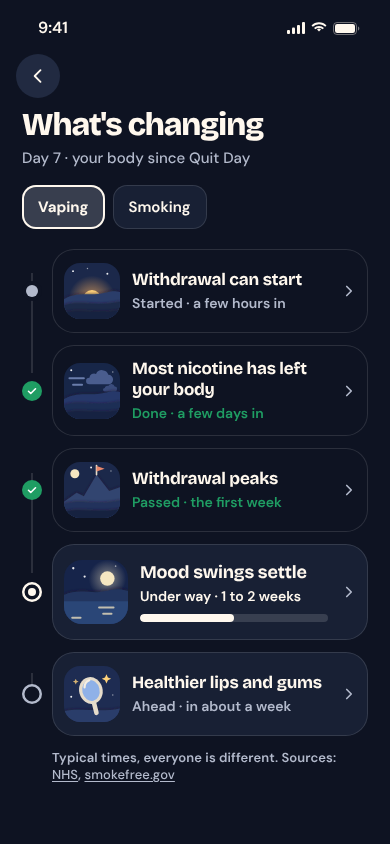 9:41
What's changing
Day 7 · your body since Quit Day
Vaping
Smoking
Withdrawal can start
Started · a few hours in
Most nicotine has left
your body
Done · a few days in
Withdrawal peaks
Passed · the first week
Mood swings settle
Under way · 1 to 2 weeks
Healthier lips and gums
Ahead · in about a week
Typical times, everyone is different. Sources:
NHS, smokefree.gov